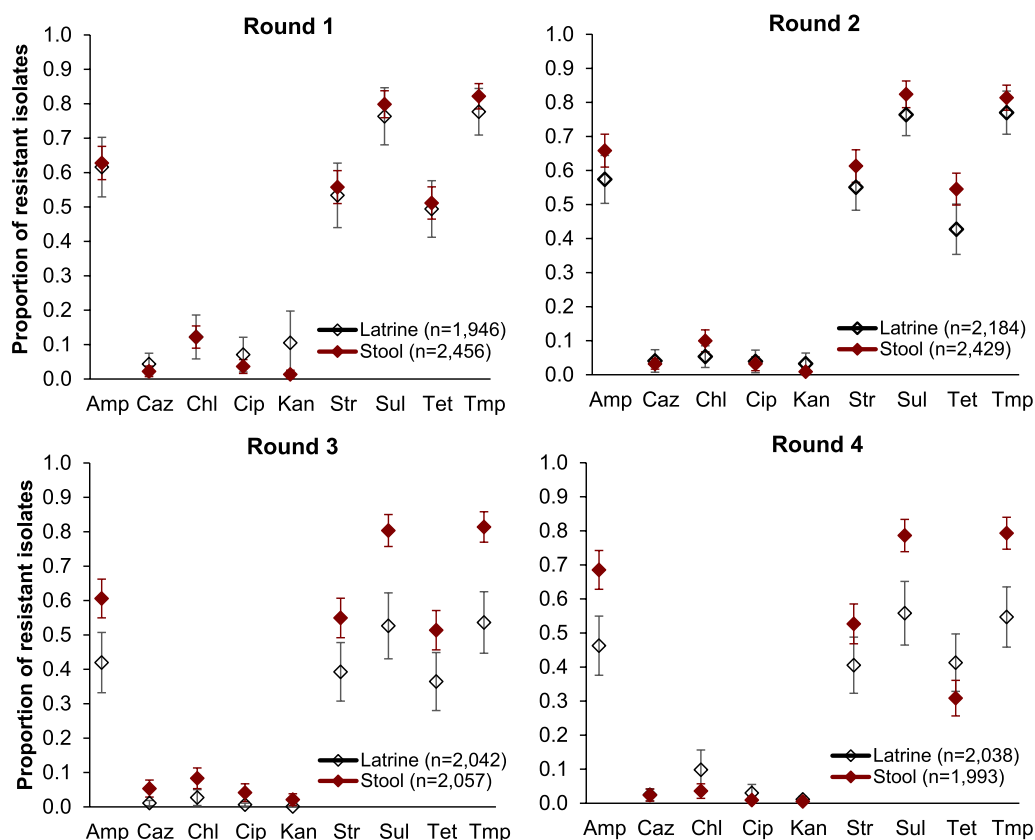 Round 1
Proportion of resistant isolates
1.0
0.9
0.8
0.7
0.6
0.5
0.4
0.3
0.2
0.1
0.0
Latrine (n=1,946)
Stool (n=2,456)
Amp Caz Chl Cip Kan Str Sul Tet Tmp
Round 2
1.0
0.9
0.8
0.7
0.6
0.5
0.4
0.3
0.2
0.1
0.0
Latrine (n=2,184)
Stool (n=2,429)
Amp Caz Chl Cip Kan Str Sul Tet Tmp
Round 3
Proportion of resistant isolates
1.0
0.9
0.8
0.7
0.6
0.5
0.4
0.3
0.2
0.1
0.0
Latrine (n=2,042)
Stool (n=2,057)
Amp Caz Chl Cip Kan Str Sul Tet Tmp
Round 4
1.0
0.9
0.8
0.7
0.6
0.5
0.4
0.3
0.2
0.1
0.0
Latrine (n=2,038)
Stool (n=1,993)
Amp Caz Chl Cip Kan Str Sul Tet Tmp